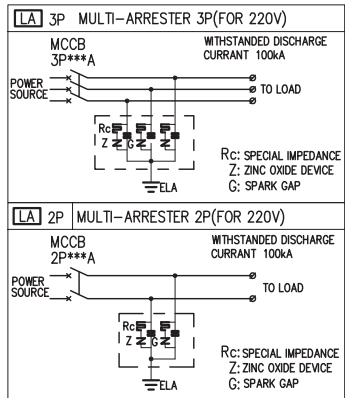 LA 3P MULTI-ARRESTER 3P(FOR 220V)
MCCB
3P***A
WITHSTANDED DISCHARGE
CURRANT 100kA
POWER
SOURCE
TO LOAD
Rc
Z G
Rc: SPECIAL IMPEDANCE
Z: ZINC OXIDE DEVICE
G: SPARK GAP
ELA
LA 2P MULTI-ARRESTER 2P(FOR 220V)
MCCB
2P***A
WITHSTANDED DISCHARGE
CURRANT 100kA
POWER
SOURCE
TO LOAD
Rc
Z G
Rc: SPECIAL IMPEDANCE
Z: ZINC OXIDE DEVICE
G: SPARK GAP
ELA